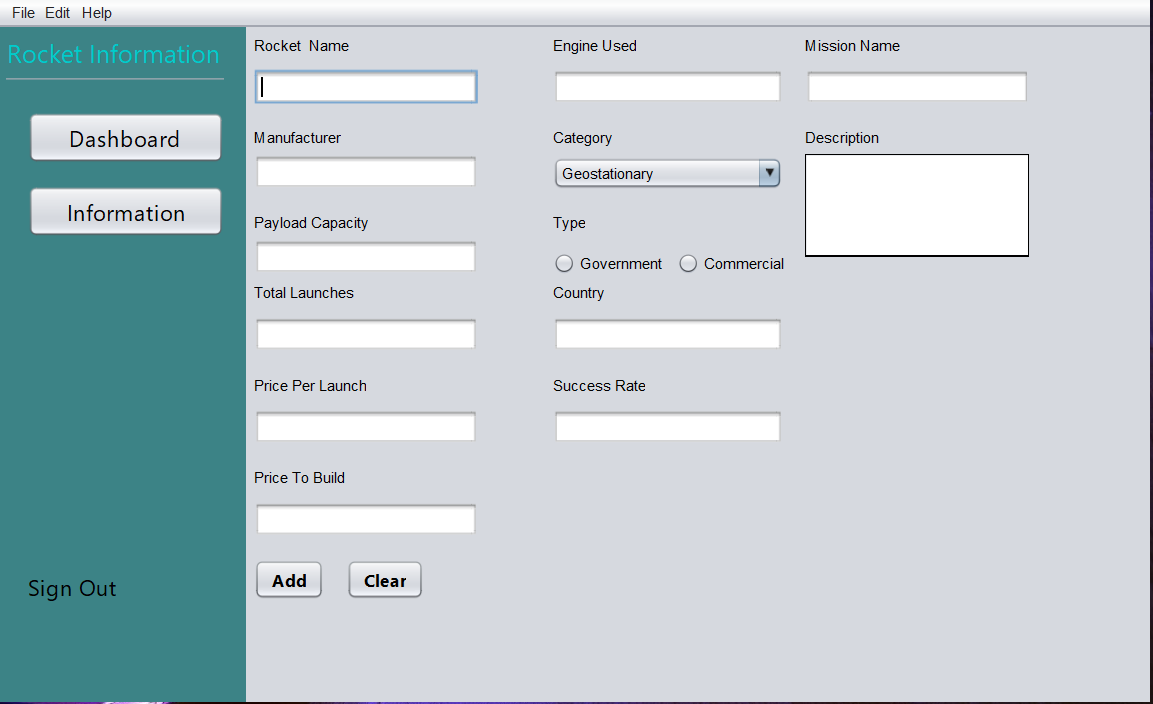 File Edit Help
Rocket Information
Dashboard
Information
Sign Out
Rocket  Name
Engine Used
Mission Name
Manufacturer
Category
Description
Geostationary
Payload Capacity
Type
Government
Commercial
Total Launches
Country
Price Per Launch
Success Rate
Price To Build
Add
Clear